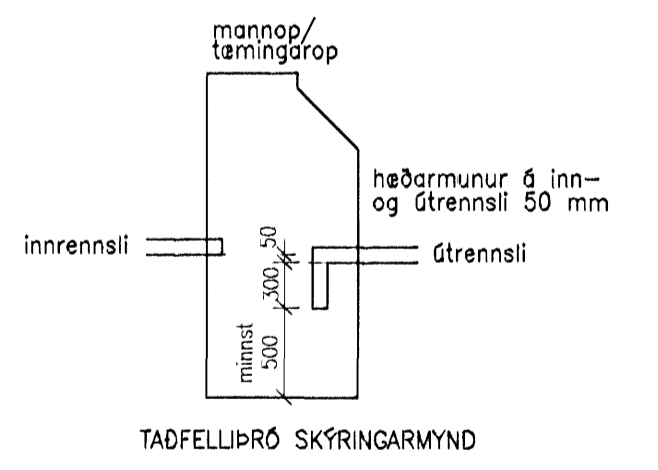 mannop/
tæmingarop
hæðarmunur á inn-
og útrennsli 50 mm
innrennsli
útrennsli
50
300
minnst
500
TAÐFELLIÞRÓ SKÝRINGARMYND